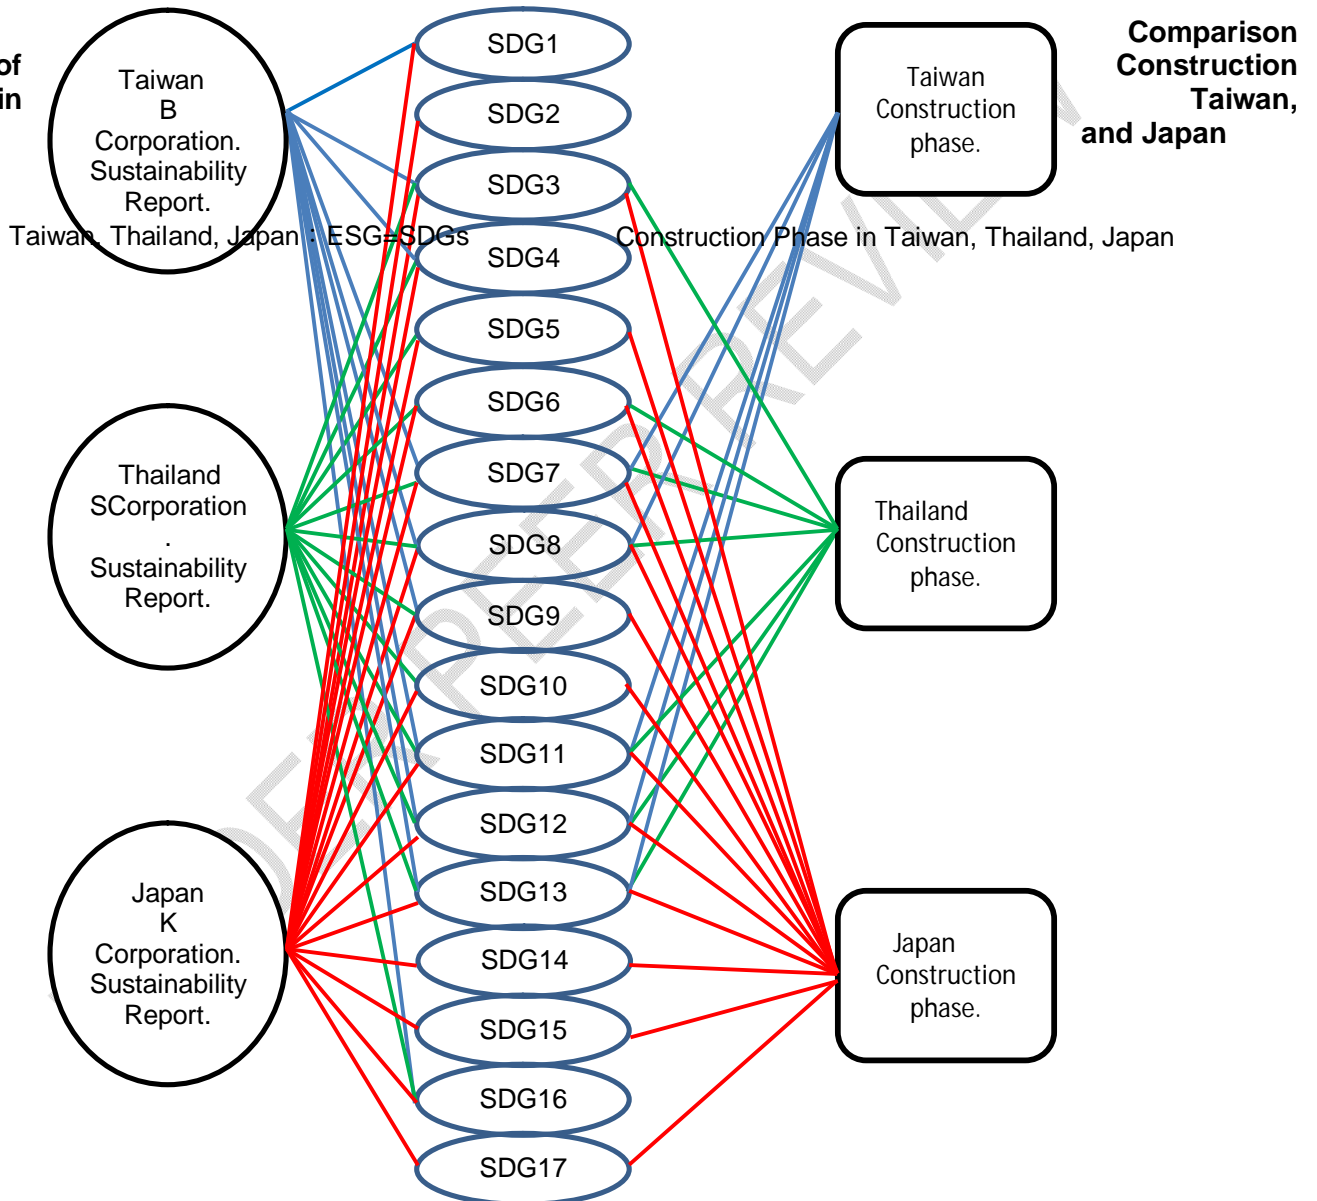 of
in
Comparison
Construction
Taiwan,
and Japan
Taiwan
B
Corporation.
Sustainability
Report.
Taiwan, Thailand, Japan：ESG=SDGs
Thailand
SCorporation
.
Sustainability
Report.
Japan
K
Corporation.
Sustainability
Report.
SDG1
SDG2
SDG3
SDG4
SDG5
SDG6
SDG7
SDG8
SDG9
SDG10
SDG11
SDG12
SDG13
SDG14
SDG15
SDG16
SDG17
Taiwan
Construction
phase.
Construction Phase in Taiwan, Thailand, Japan
Thailand
Construction
phase.
Japan
Construction
phase.
PEER REVIEW